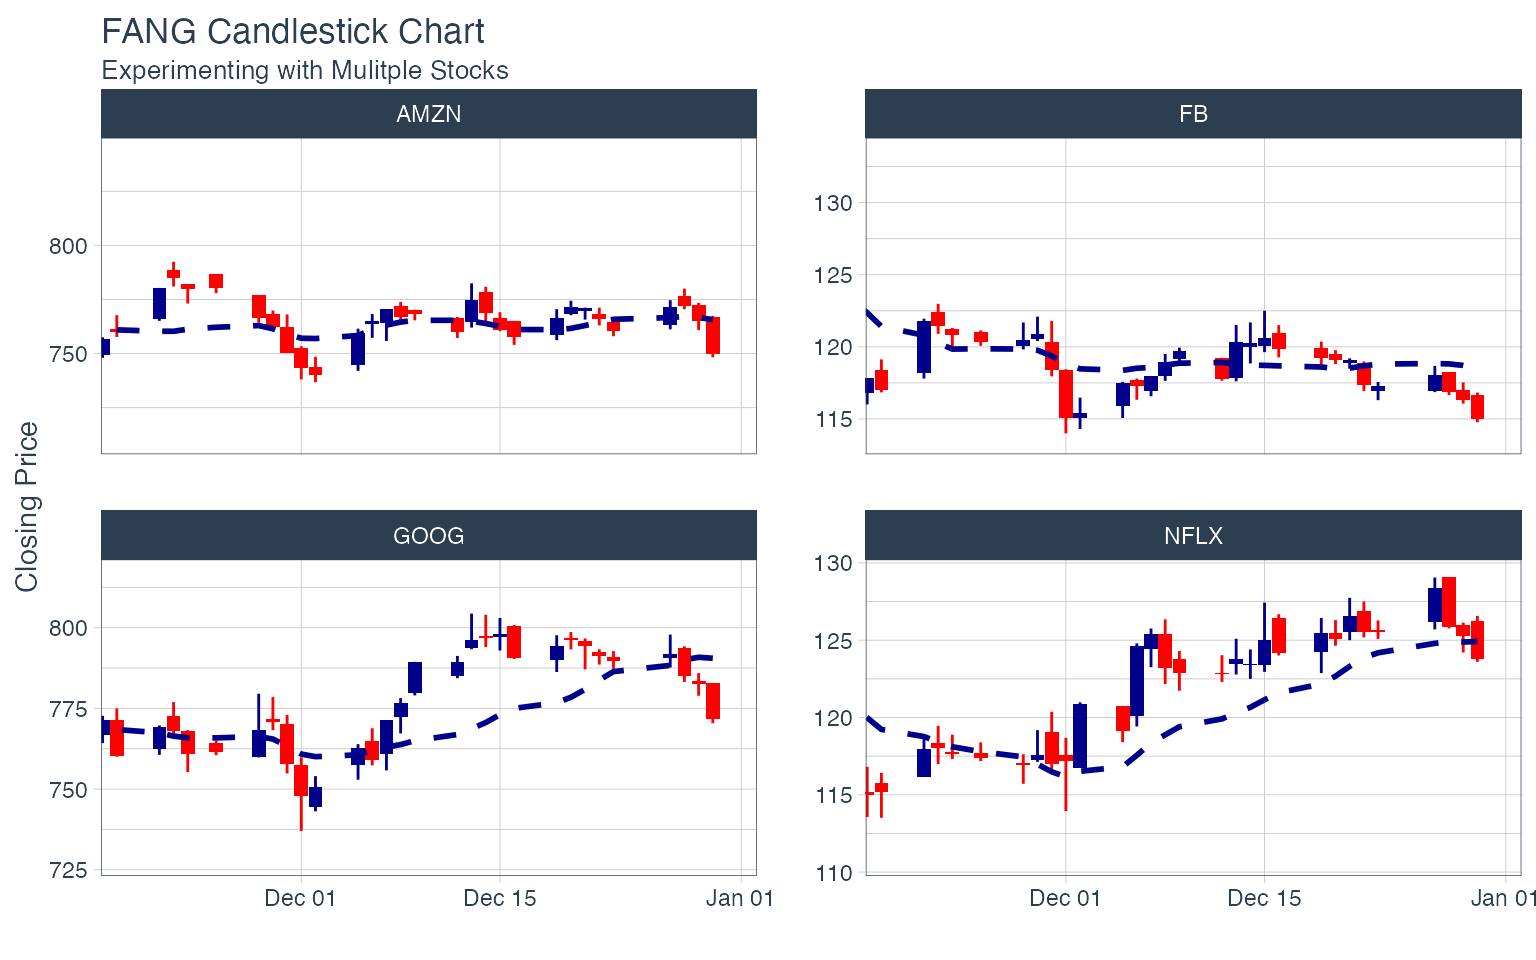 FANG Candlestick Chart
Experimenting with Mulitple Stocks
AMZN
FB
800
750
130
125
120
115
Closing Price
GOOG
NFLX
800
775
750
725
130
125
120
115
110
Dec 01
Dec 15
Jan 01
Dec 01
Dec 15
Jan 01